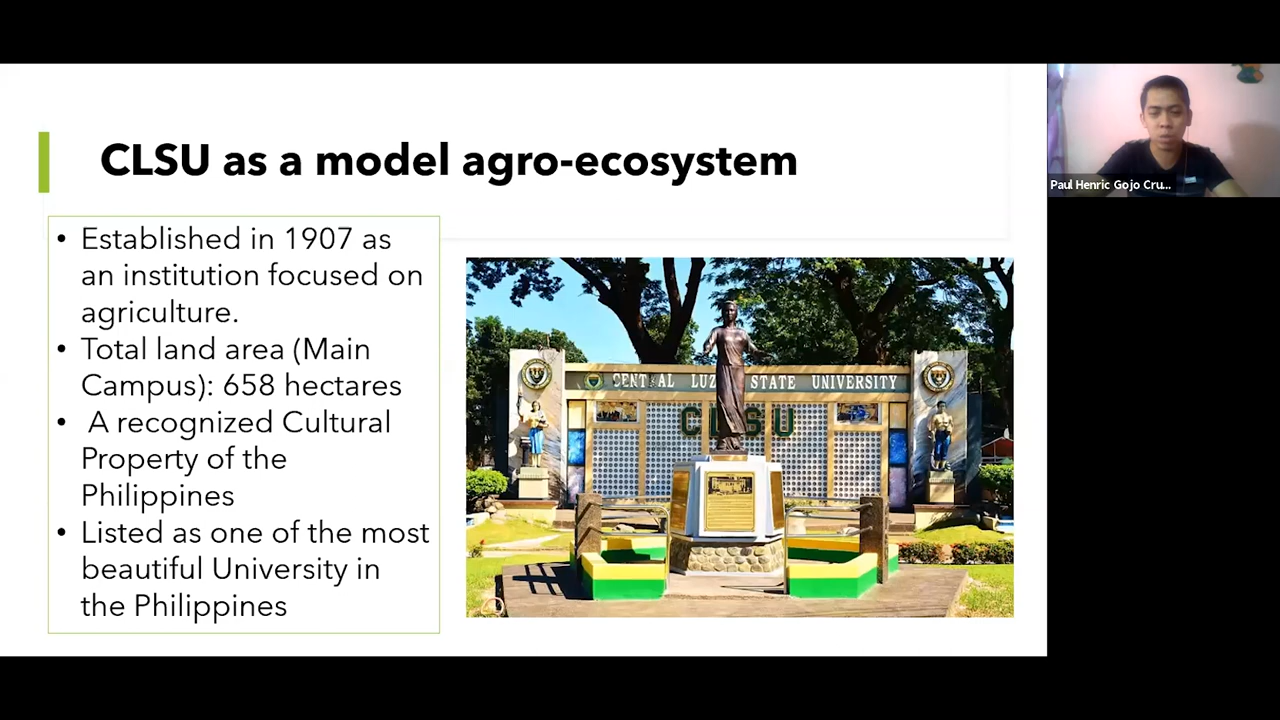 CLSU as a model agro-ecosystem
• Established in 1907 as
an institution focused on
agriculture.
• Total land area (Main
Campus): 658 hectares
• A recognized Cultural
Property of the
Philippines
• Listed as one of the most
beautiful University in
the Philippines
CENTRAL LUZ STATE UNIVERSITY
CLSU
Paul Henric Gojo Cru...